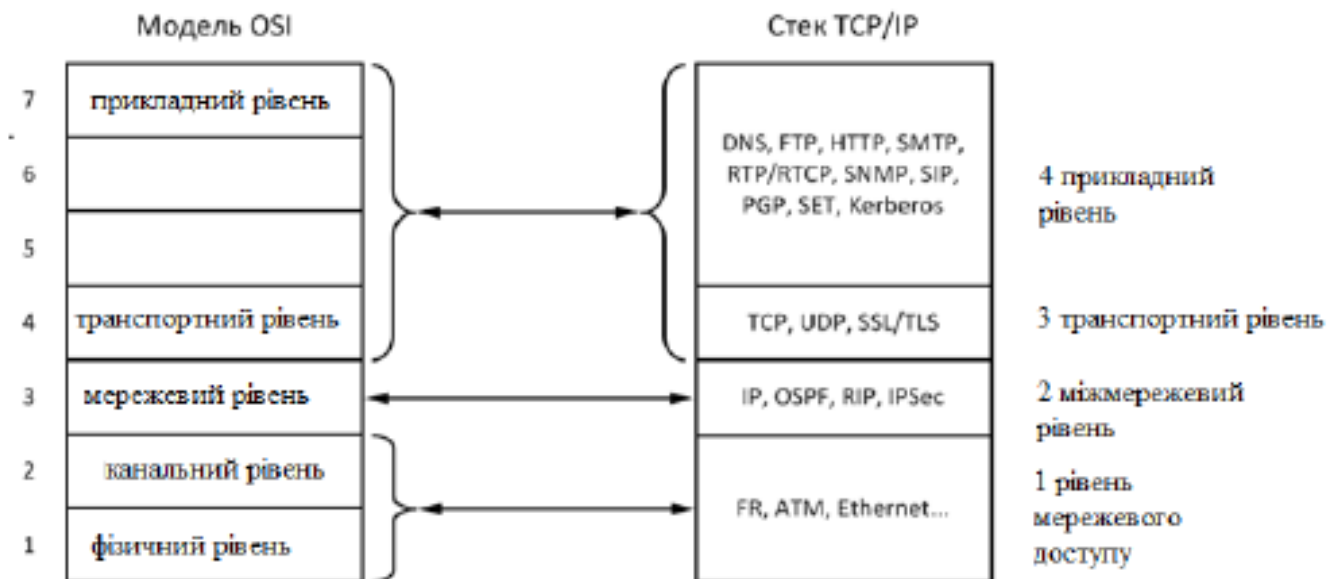 Модель OSI
Стек TCP/IP
7
прикладний рівень
6
5
DNS, FTP, HTTP, SMTP,
RTP/RTCP, SNMP, SIP,
PGP, SET, Kerberos
4 прикладний
рівень
4
транспортний рівень
TCP, UDP, SSL/TLS
3 транспортний рівень
3
мережевий рівень
IP, OSPF, RIP, IPSec
2 міжмережевий
рівень
2
канальний рівень
1
фізичний рівень
FR, ATM, Ethernet...
1 рівень
мережевого
доступу